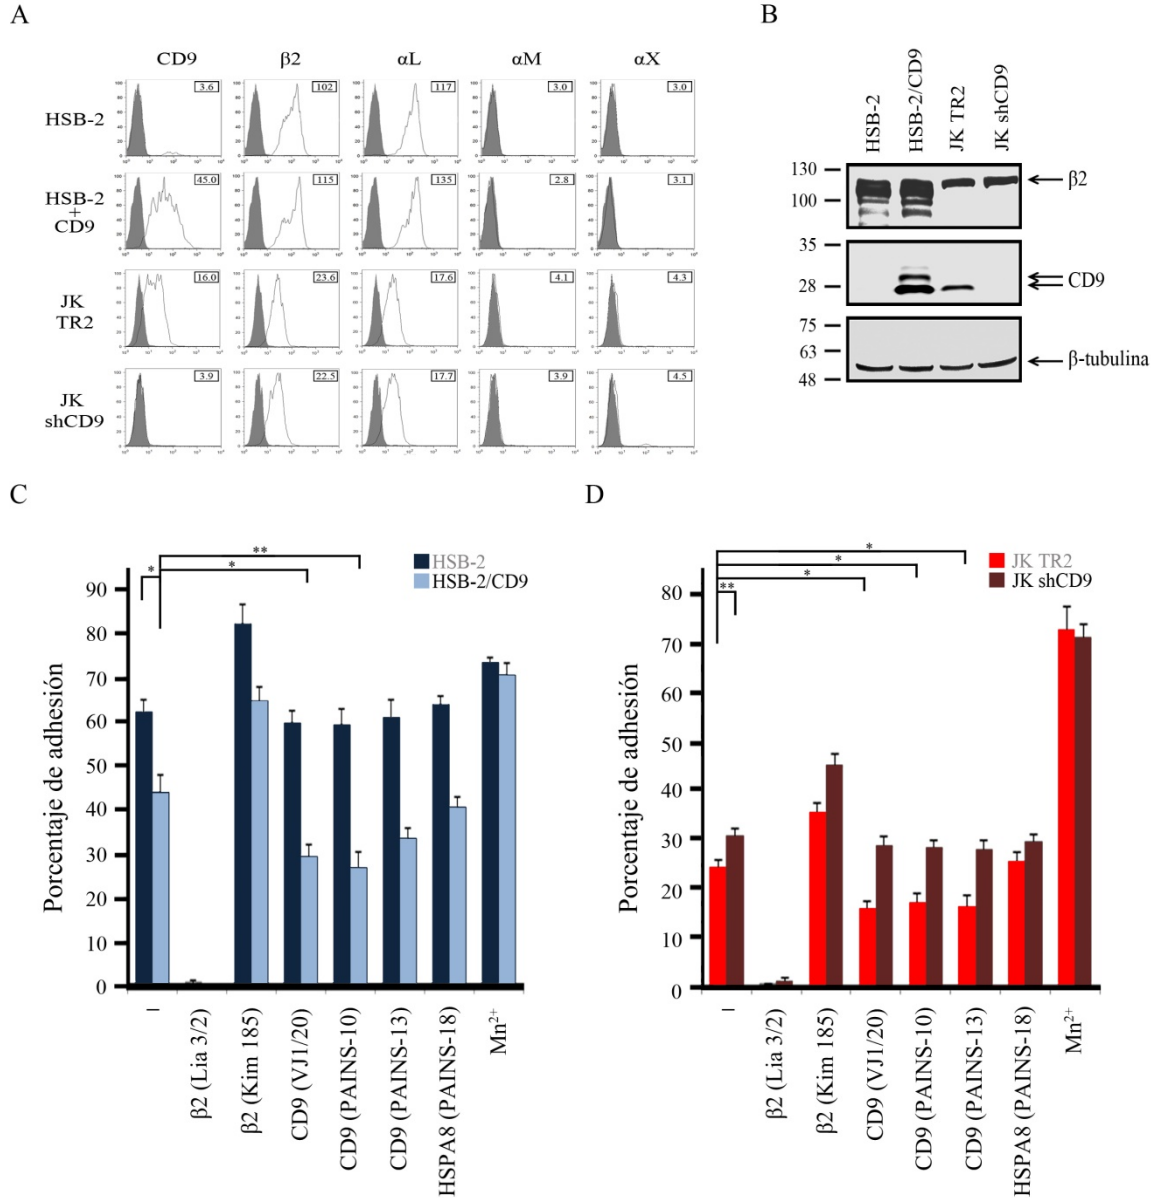 A
CD9 β2 αL αM αX
HSB-2
3.6 102 117 3.0 3.0
HSB-2
+
CD9
45.0 115 135 2.8 3.1
JK
TR2
16.0 23.6 17.6 4.1 4.3
JK
shCD9
3.9 22.5 17.7 3.9 4.5
B
HSB-2
HSB-2/CD9
JK TR2
JK shCD9
130
100
β2
35
28
CD9
75
63
48
β-tubulina
C
**
*
*
HSB-2
HSB-2/CD9
Porcentaje de adhesión
90
80
70
60
50
40
30
20
10
0
–
β2 (Lia 3/2)
β2 (Kim 185)
CD9 (VJ1/20)
CD9 (PAINS-10)
CD9 (PAINS-13)
HSPA8 (PAINS-18)
Mn2+
D
*
*
*
**
JK TR2
JK shCD9
Porcentaje de adhesión
80
70
60
50
40
30
20
10
0
–
β2 (Lia 3/2)
β2 (Kim 185)
CD9 (VJ1/20)
CD9 (PAINS-10)
CD9 (PAINS-13)
HSPA8 (PAINS-18)
Mn2+